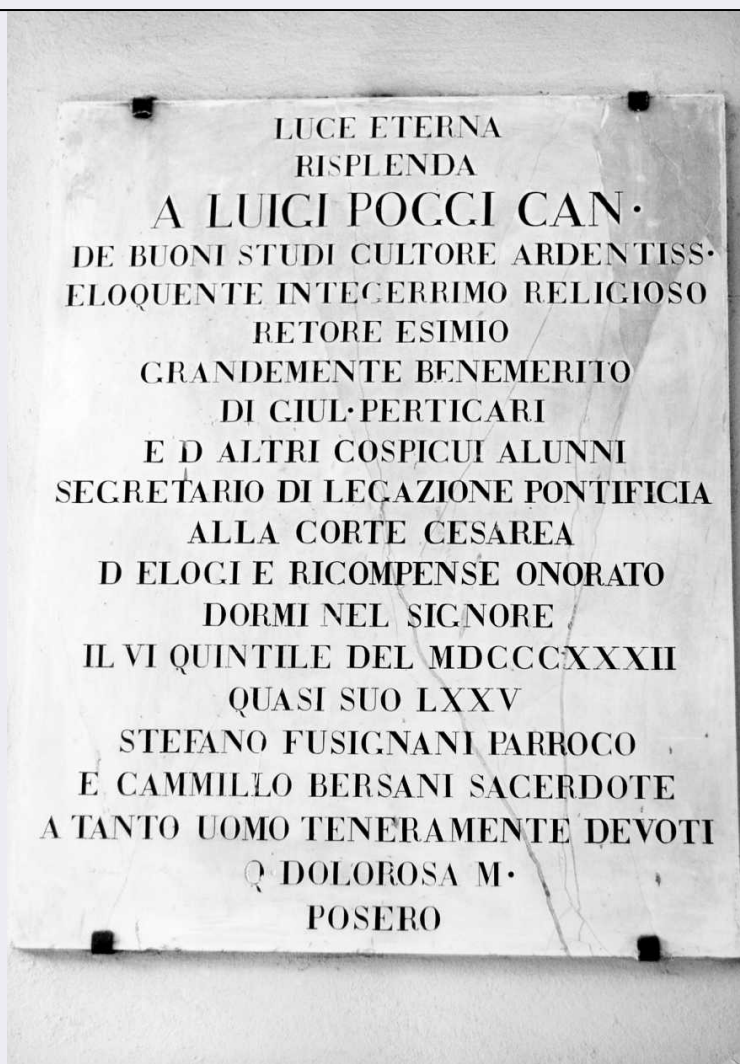 LUCE ETERNA
RISPLENDA
A LUIGI POGGI CAN·
DE BUONI STUDI CULTORE ARDENTISS·
ELOQUENTE INTEGERRIMO RELIGIOSO
RETORE ESIMIO
GRANDEMENTE BENEMERITO
DI GIUL·PERTICARI
E D ALTRI COSPICUI ALUNNI
SEGRETARIO DI LEGAZIONE PONTIFICIA
ALLA CORTE CESAREA
D ELOGI E RICOMPENSE ONORATO
DORMI NEL SIGNORE
IL VI QUINTILE DEL MDCCCXXXII
QUASI SUO LXXV
STEFANO FUSIGNANI PARROCO
E CAMMILLO BERSANI SACERDOTE
A TANTO UOMO TENERAMENTE DEVOTI
Q DOLOROSA M·
POSERO